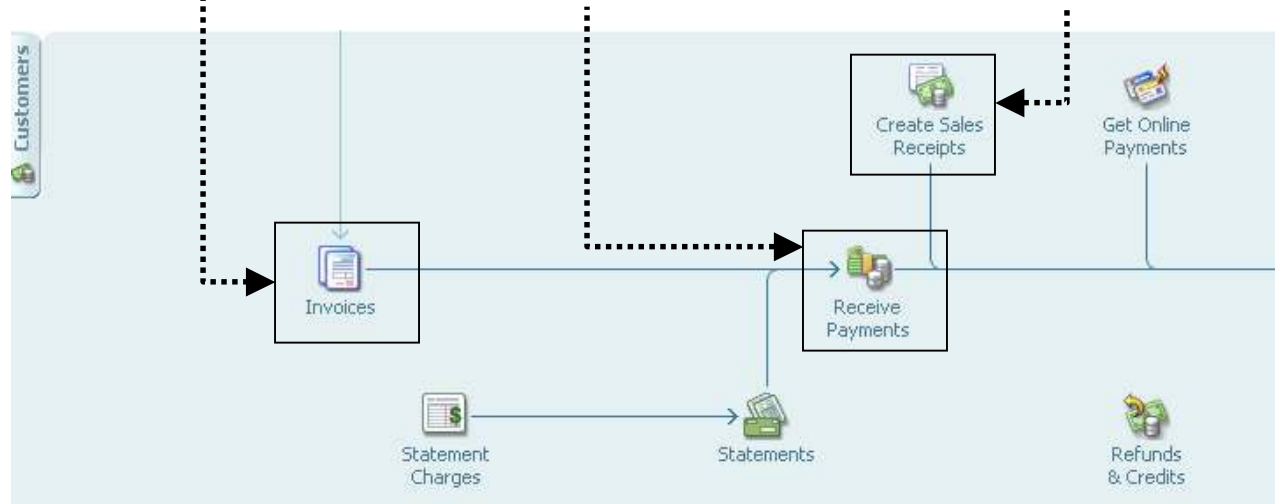 Customers
Create Sales
Receipts
Get Online
Payments
Invoices
Receive
Payments
Statement
Charges
Statements
Refunds
& Credits